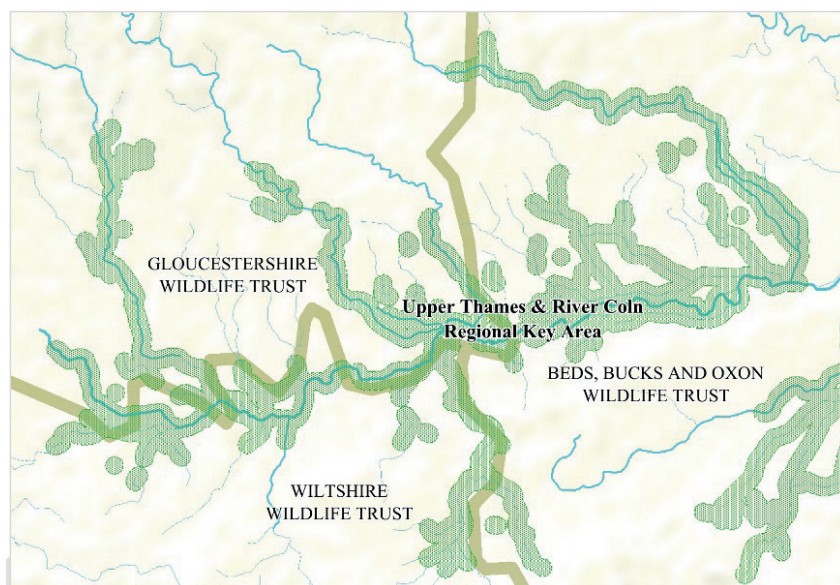 GLOUCESTERSHIRE
WILDLIFE TRUST
Upper Thames & River Coln
Regional Key Area
BEDS, BUCKS AND OXON
WILDLIFE TRUST
WILTSHIRE
WILDLIFE TRUST